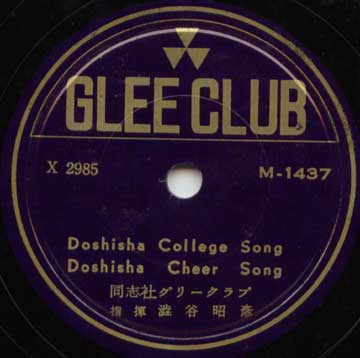 GLEE CLUB
X 2985
M-1437
Doshisha College Song
Doshisha Cheer Song
同志社グリークラブ
指揮 澁谷昭彥